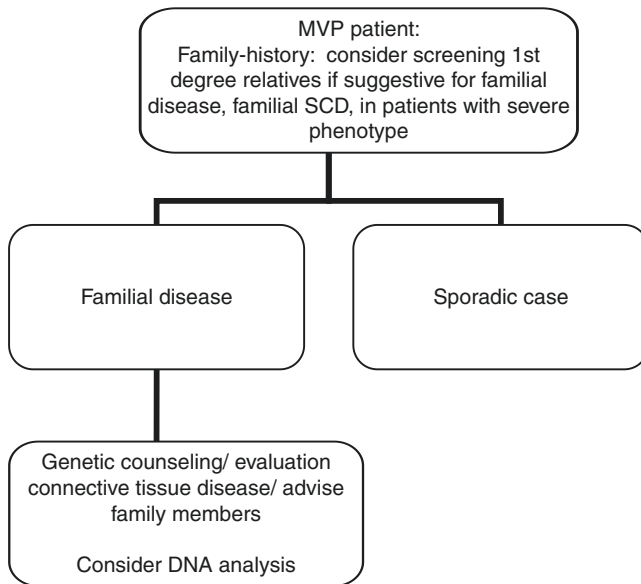 MVP patient:
Family-history: consider screening 1st
degree relatives if suggestive for familial
disease, familial SCD, in patients with severe
phenotype
Familial disease
Sporadic case
Genetic counseling/ evaluation
connective tissue disease/ advise
family members
Consider DNA analysis